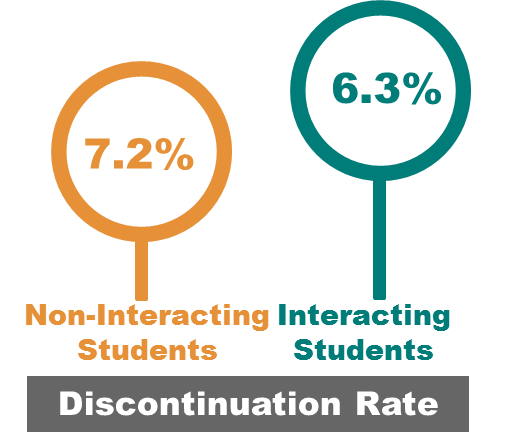 7.2%
6.3%
Non-Interacting
Students
Interacting
Students
Discontinuation Rate